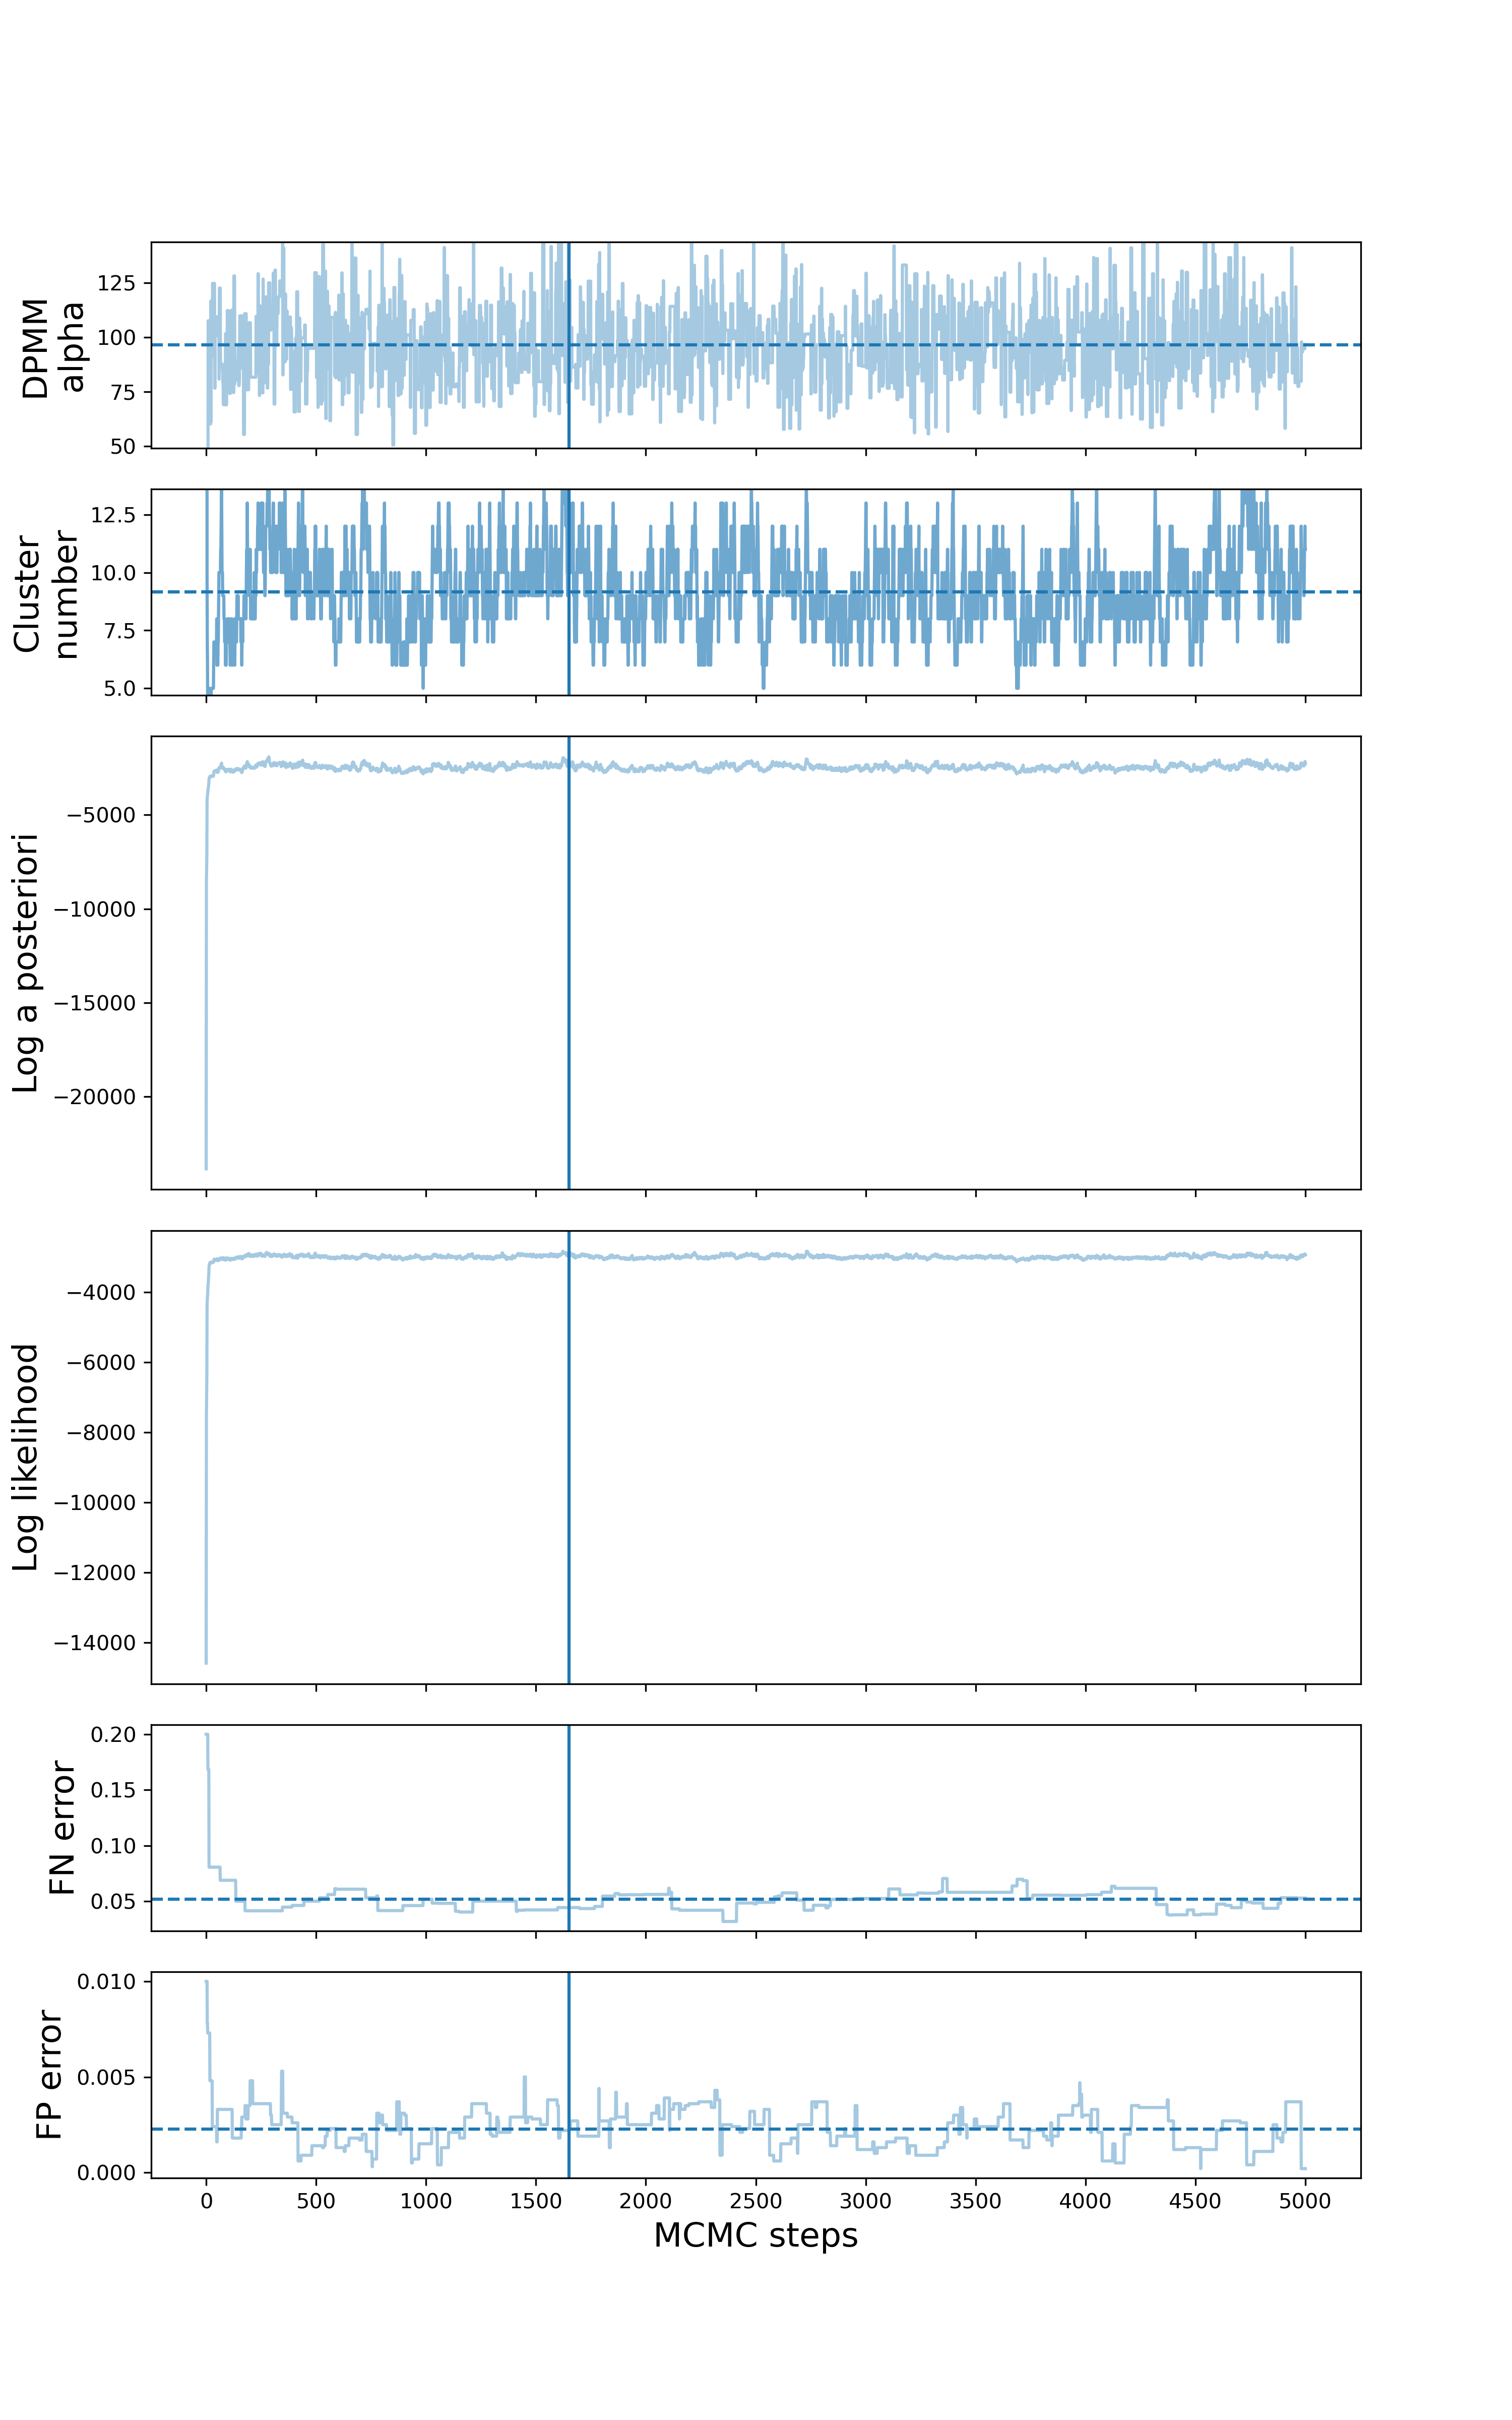 DPMM
alpha
125
100
75
50
Cluster
number
12.5
10.0
7.5
5.0
Log a posteriori
−5000
−10000
−15000
−20000
Log likelihood
−4000
−6000
−8000
−10000
−12000
−14000
FN error
0.20
0.15
0.10
0.05
FP error
0.010
0.005
0.000
0 500 1000 1500 2000 2500 3000 3500 4000 4500 5000
MCMC steps